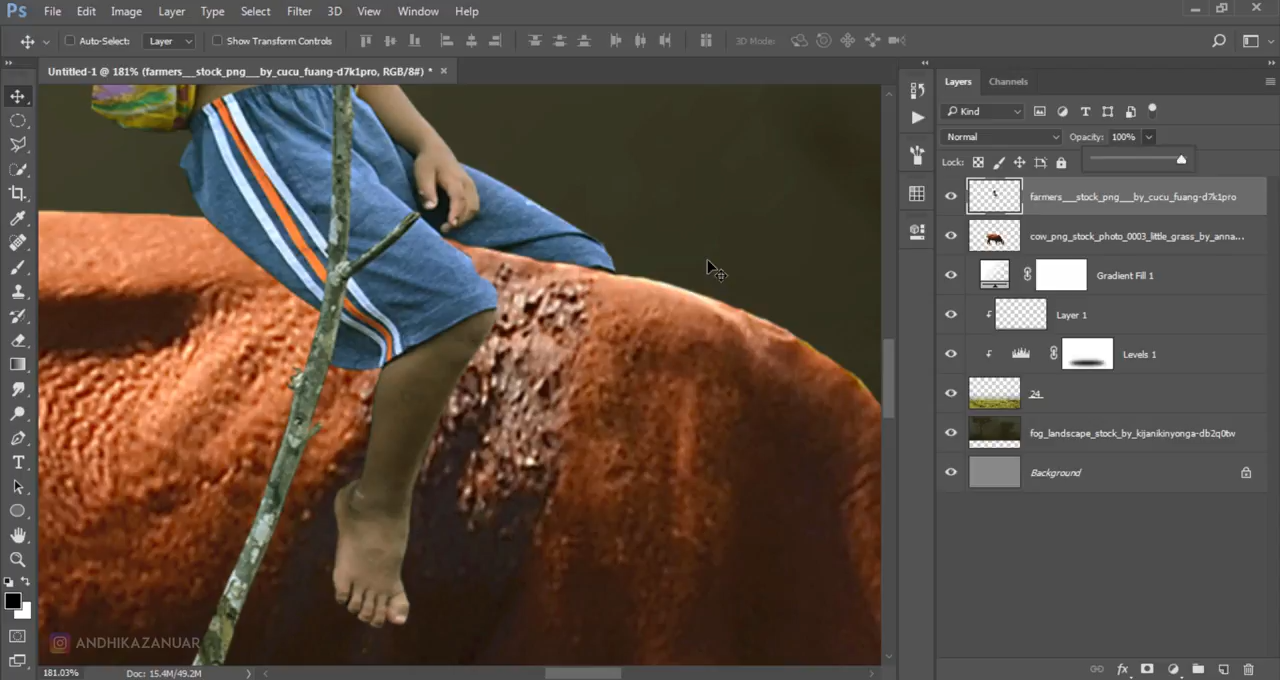 Ps File Edit Image Layer Type Select Filter 3D View Window Help
Auto-Select: Layer Show Transform Controls 3D Mode:
Untitled-1 @ 181% (farmers___stock_png___by_cucu_fuang-d7k1pro, RGB/8#) *
Layers Channels
Kind
Normal Opacity: 100%
Lock:
farmers___stock_png___by_cucu_fuang-d7k1pro
cow_png_stock_photo_0003_little_grass_by_anna...
Gradient Fill 1
Layer 1
Levels 1
24
fog_landscape_stock_by_kijanikinyonga-db2q0tw
Background
ANDHIKAZANUAR
181.03% Doc: 15.4M/49.2M